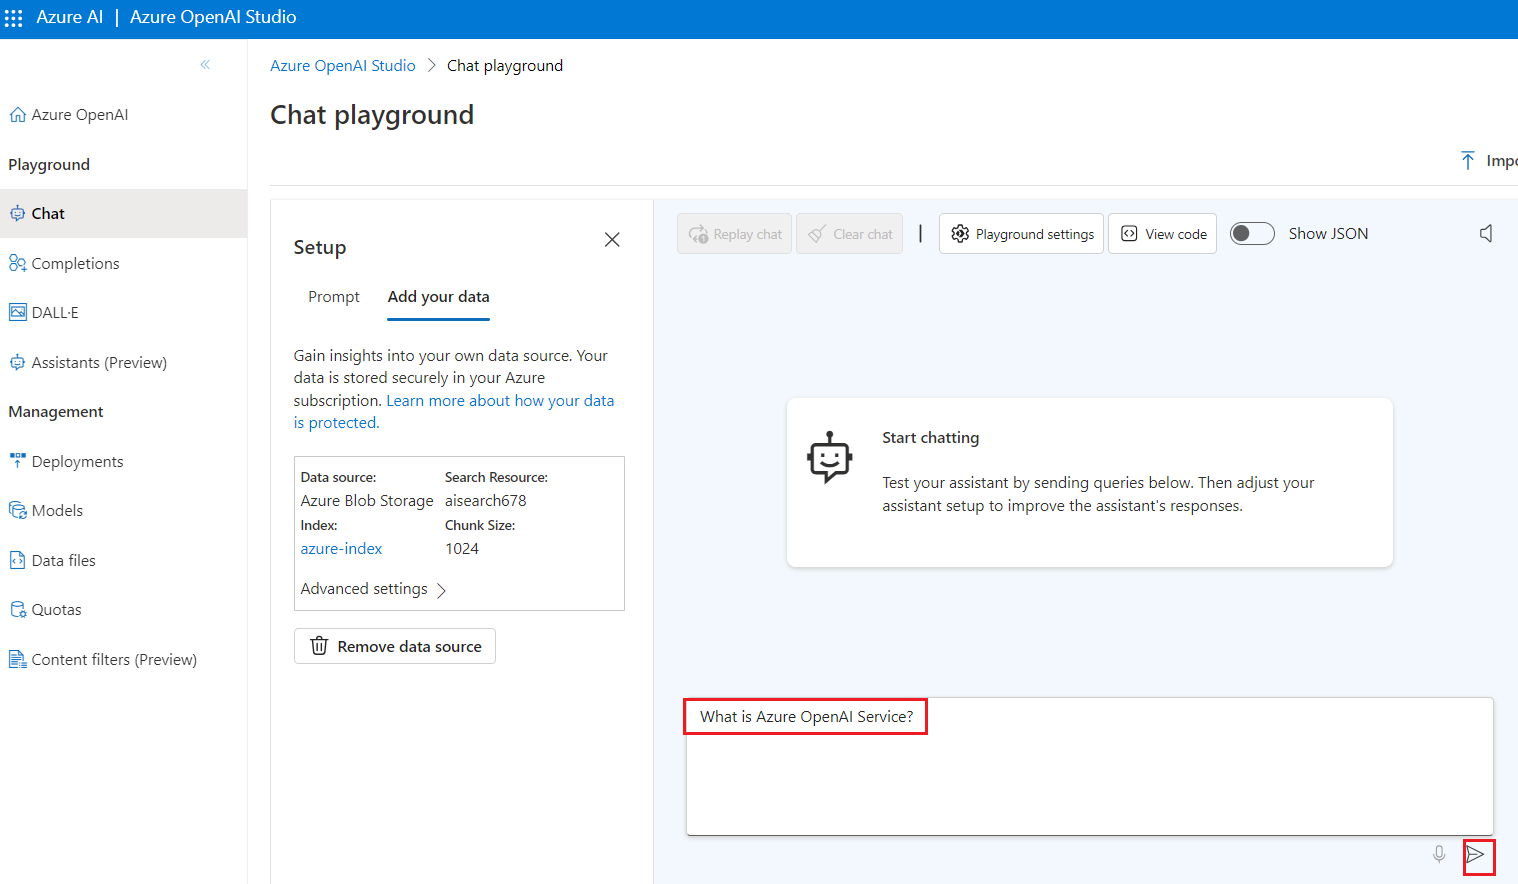 Azure AI | Azure OpenAI Studio
Azure OpenAI
Playground
Chat
Completions
DALL·E
Assistants (Preview)
Management
Deployments
Models
Data files
Quotas
Content filters (Preview)
Azure OpenAI Studio > Chat playground
Chat playground
Impo
Setup
Prompt Add your data
Gain insights into your own data source. Your
data is stored securely in your Azure
subscription. Learn more about how your data
is protected.
Data source: Search Resource:
Azure Blob Storage aisearch678
Index: Chunk Size:
azure-index 1024
Advanced settings
Remove data source
Replay chat Clear chat | Playground settings View code Show JSON
Start chatting
Test your assistant by sending queries below. Then adjust your
assistant setup to improve the assistant's responses.
What is Azure OpenAI Service?